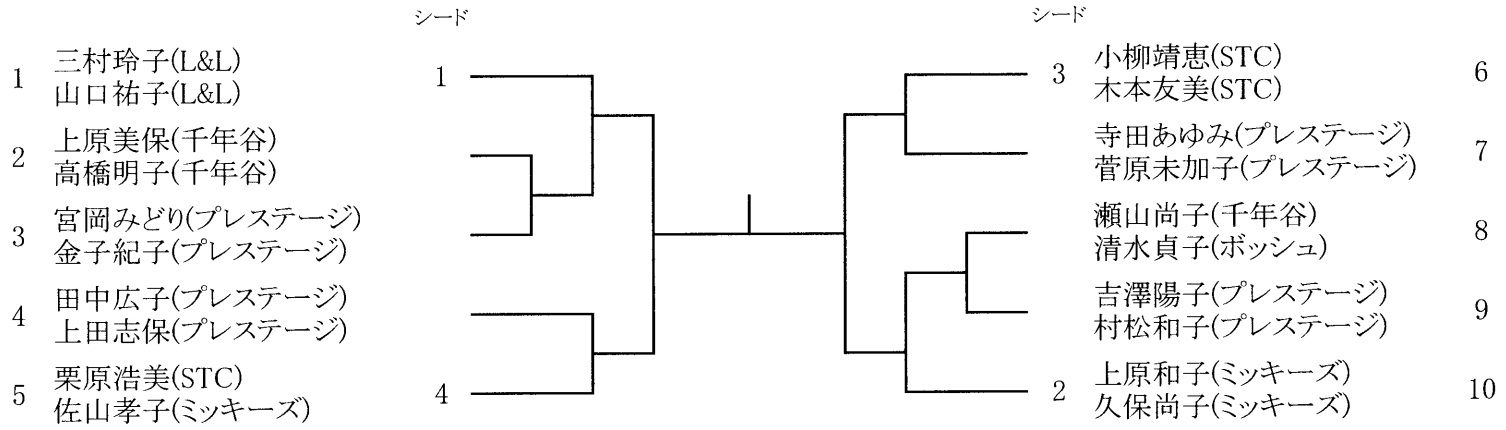 シード
1 三村玲子(L&L) 1
山口祐子(L&L)
2 上原美保(千年谷)
高橋明子(千年谷)
3 宮岡みどり(プレステージ)
金子紀子(プレステージ)
4 田中広子(プレステージ)
上田志保(プレステージ)
5 栗原浩美(STC) 4
佐山孝子(ミッキーズ)
シード
3 小柳靖恵(STC) 6
木本友美(STC)
寺田あゆみ(プレステージ) 7
菅原未加子(プレステージ)
瀬山尚子(千年谷) 8
清水貞子(ボッシュ)
吉澤陽子(プレステージ) 9
村松和子(プレステージ)
2 上原和子(ミッキーズ) 10
久保尚子(ミッキーズ)